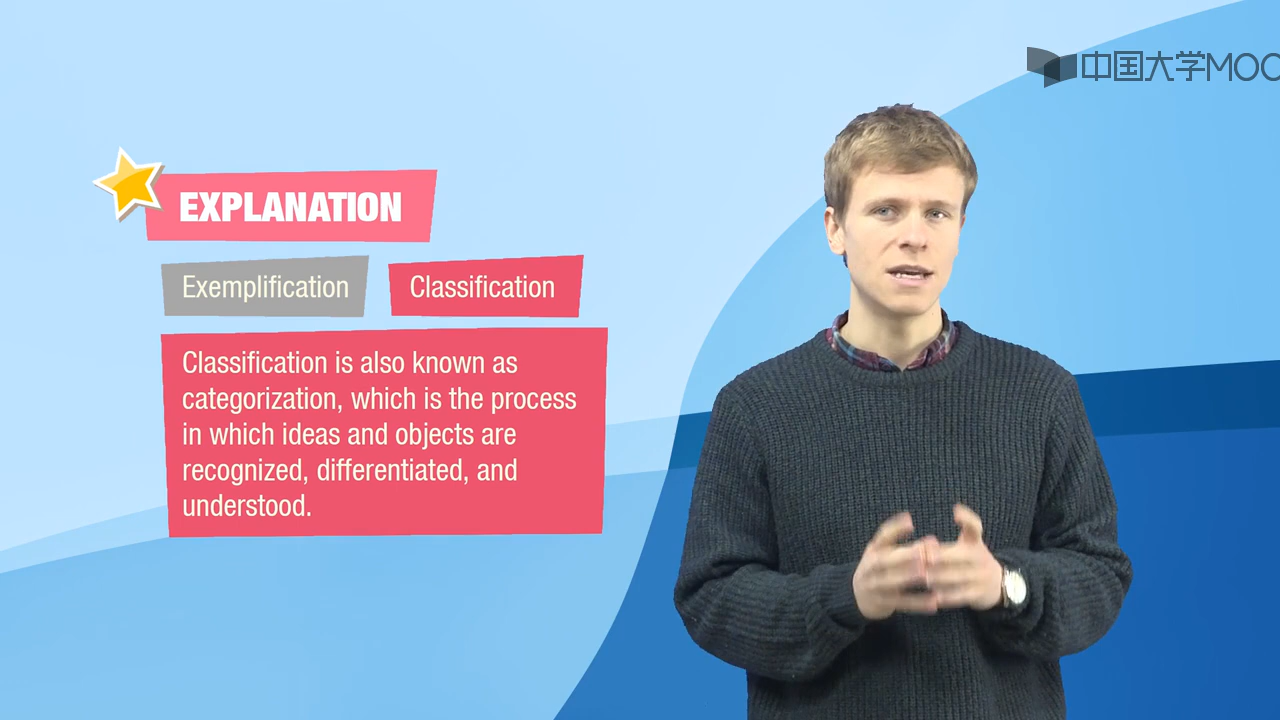 中国大学MOO
EXPLANATION
Exemplification
Classification
Classification is also known as
categorization, which is the process
in which ideas and objects are
recognized, differentiated, and
understood.